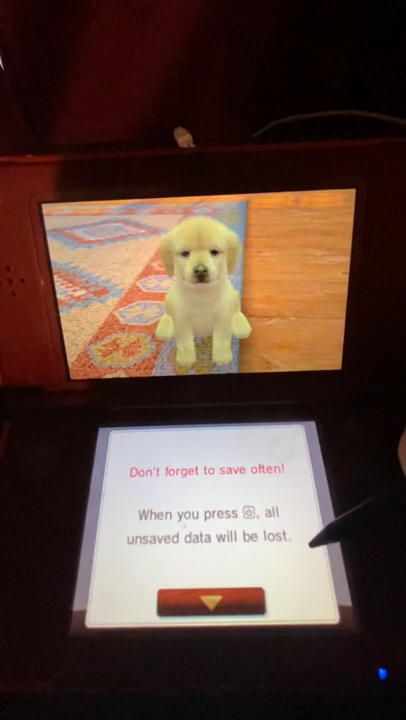 Don't forget to save often!
When you press ⏻, all
unsaved data will be lost.